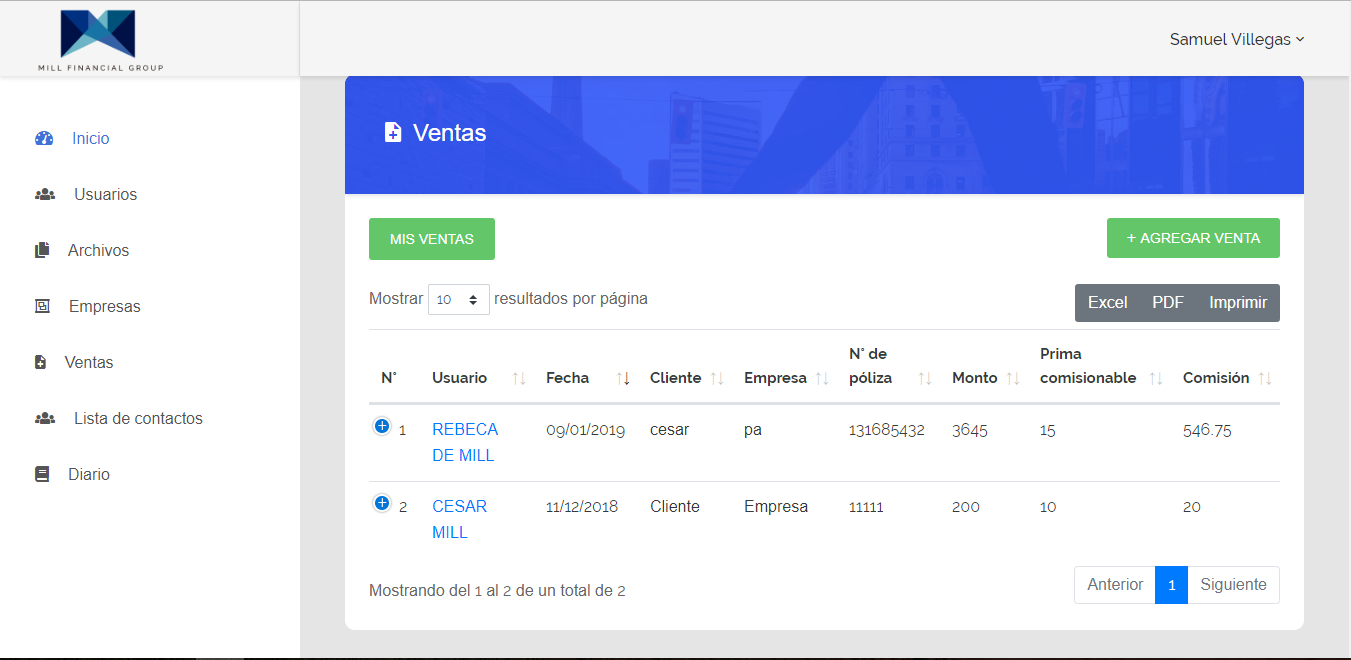 MILL FINANCIAL GROUP
Samuel Villegas
Inicio
Usuarios
Archivos
Empresas
Ventas
Lista de contactos
Diario
Ventas
MIS VENTAS
+ AGREGAR VENTA
Mostrar 10 resultados por página
Excel PDF Imprimir
N° Usuario Fecha Cliente Empresa N° de póliza Monto Prima comisionable Comisión
1 REBECA DE MILL 09/01/2019 cesar pa 131685432 3645 15 546.75
2 CESAR MILL 11/12/2018 Cliente Empresa 11111 200 10 20
Mostrando del 1 al 2 de un total de 2
Anterior 1 Siguiente